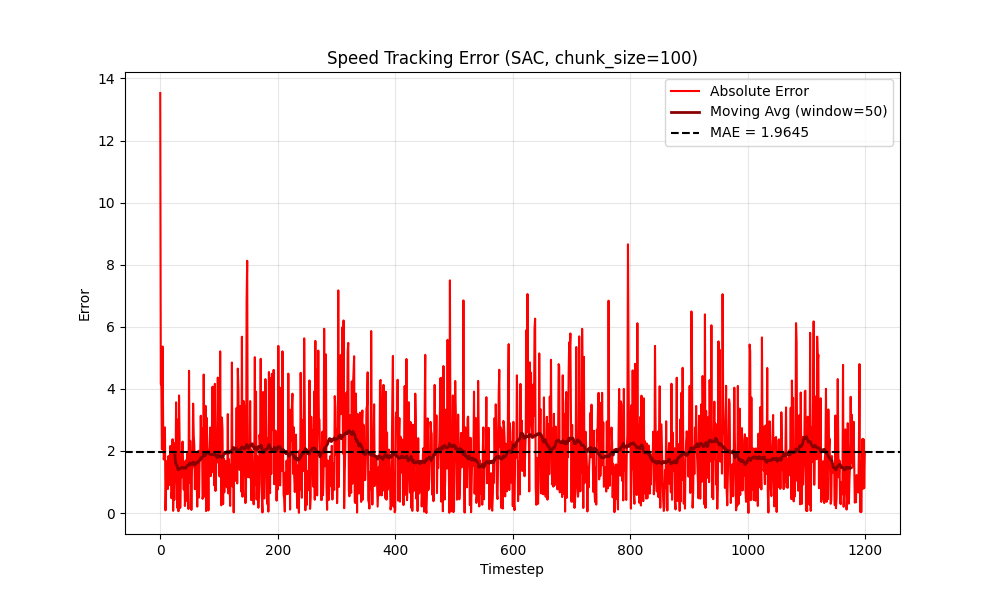 Speed Tracking Error (SAC, chunk_size=100)
Absolute Error
Moving Avg (window=50)
MAE = 1.9645
Error
14
12
10
8
6
4
2
0
0 200 400 600 800 1000 1200
Timestep